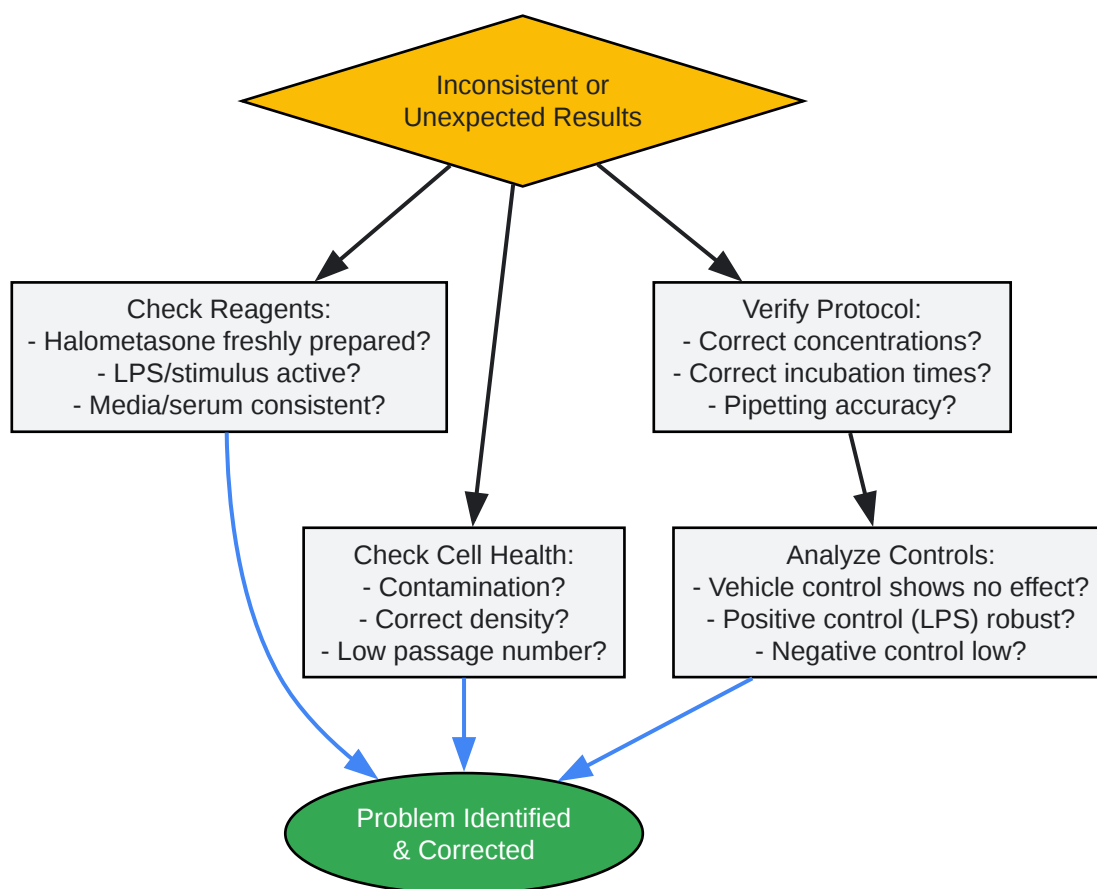 Inconsistent or
Unexpected Results
Check Reagents:
- Halometasone freshly prepared?
- LPS/stimulus active?
- Media/serum consistent?
Verify Protocol:
- Correct concentrations?
- Correct incubation times?
- Pipetting accuracy?
Check Cell Health:
- Contamination?
- Correct density?
- Low passage number?
Analyze Controls:
- Vehicle control shows no effect?
- Positive control (LPS) robust?
- Negative control low?
Problem Identified
& Corrected